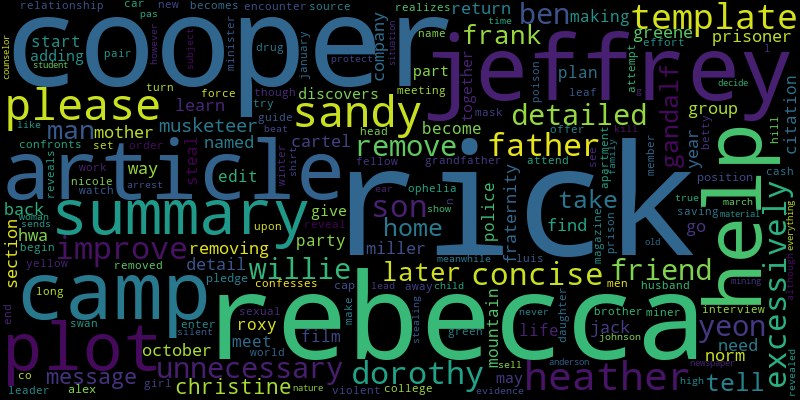 relationship car new becomes encounter source
cooper jeffrey
pas however subject minister january company ben making template
realizes return
counselor student start drug name frank greene prisoner
adding pair time plan effort
please turn force part poison attempt
discovers meeting
though together
sandy detailed gandalf group citation
man learn try mask leaf
musketeer guide become offer decide
like mother beat head
confronts set order cartel remove father year betty hill
article named shirt fellow attend
reveals work steal grandfather see apartment family kill member position cash
nicole way arrest winter
watch edit rick help
son police fraternity take true march
woman summary ophelia saving
back upon give home find magazine prison go material
sends show
hwa removing reveal party luis old
begin improve miller
section detail meanwhile
yellow removed willie later concise friend
long confesses cap lead away child men husband excessively
camp pledge make stealing rebecca brother miner interview yeon although everything
swan sexual mountain daughter
end enter roxy film green never life jack johnson need norm
plot october silent meet world
unnecessary
co message dorothy heather tell
leader alex girl christine violent college may sell anderson high newspaper mining revealed
nature evidence